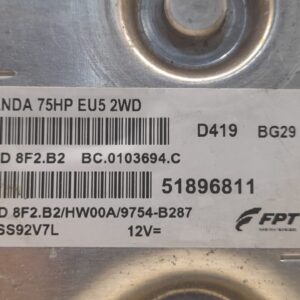 ANDA 75HP EU5 2WD
D419 BG29
D 8F2.B2 BC.0103694.C
51896811
D 8F2.B2/HW00A/9754-B287
SS92V7L 12V=
FPT